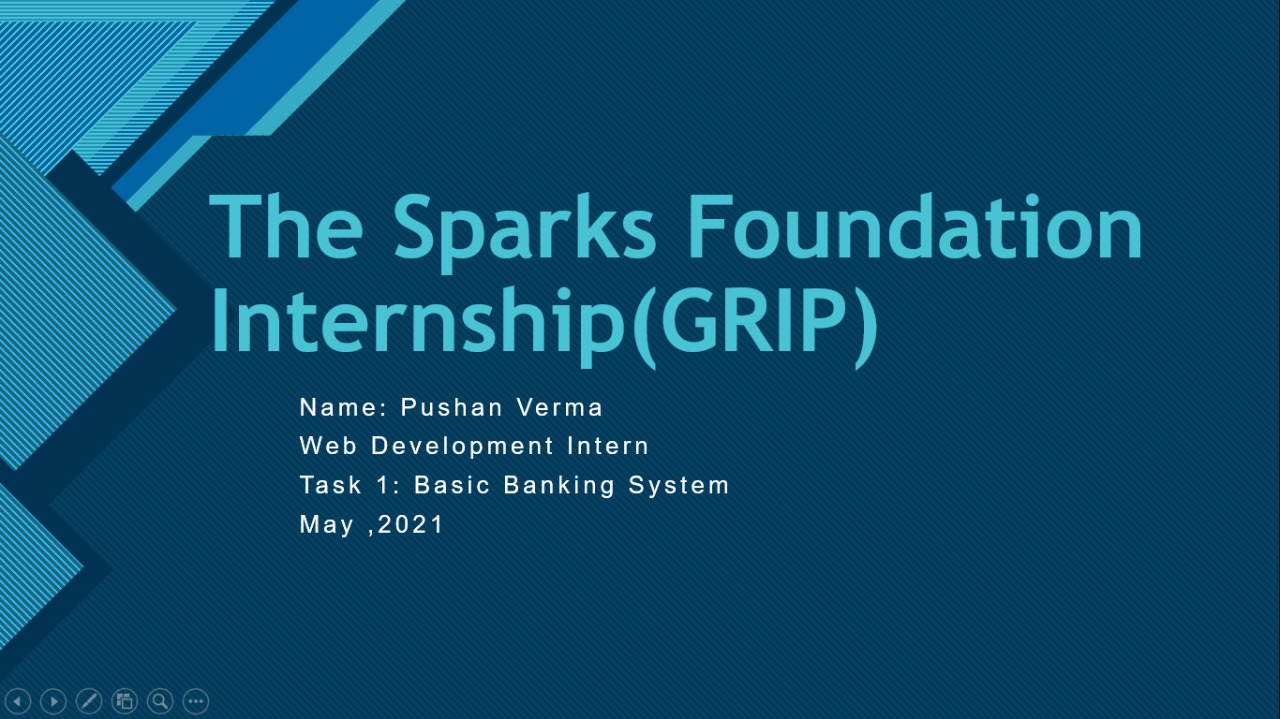 The Sparks Foundation
Internship(GRIP)
Name: Pushan Verma
Web Development Intern
Task 1: Basic Banking System
May ,2021